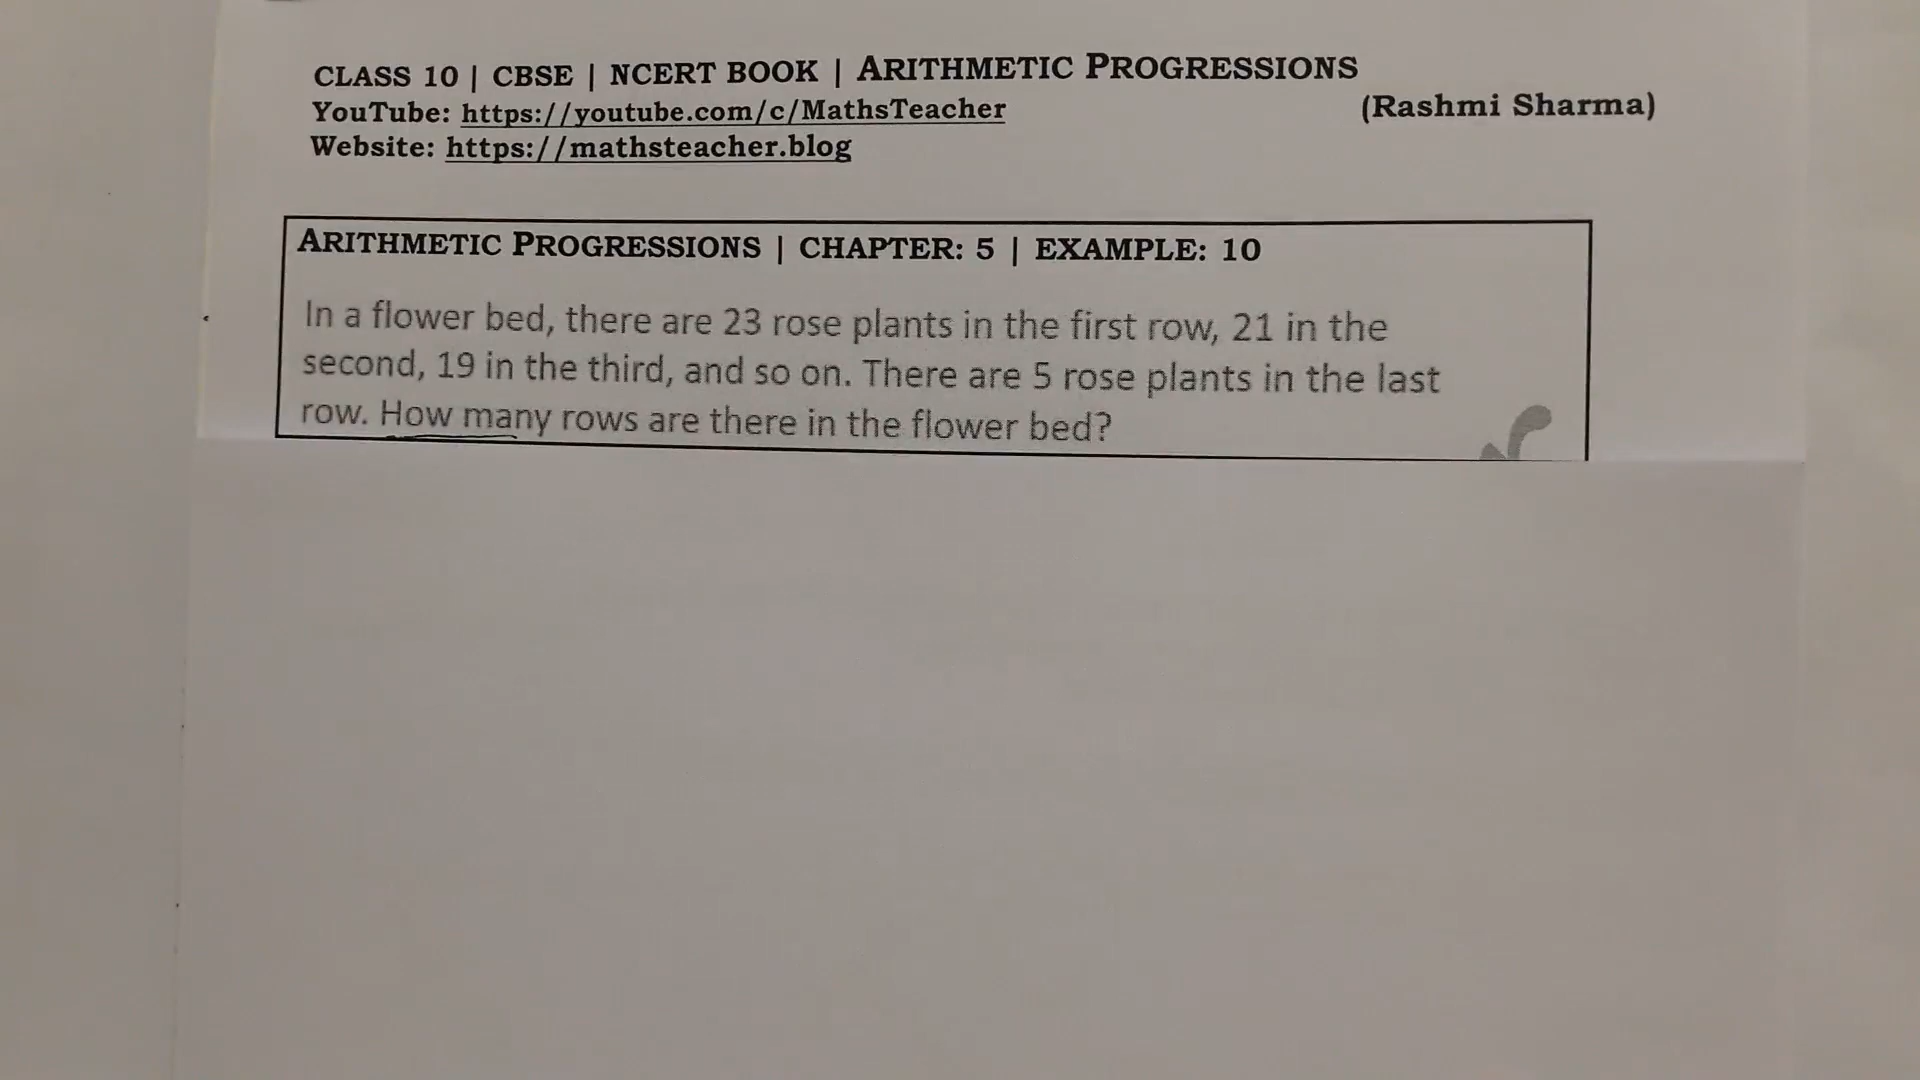 CLASS 10 | CBSE | NCERT BOOK | ARITHMETIC PROGRESSIONS
YouTube: https://youtube.com/c/MathsTeacher (Rashmi Sharma)
Website: https://mathsteacher.blog
ARITHMETIC PROGRESSIONS | CHAPTER: 5 | EXAMPLE: 10
In a flower bed, there are 23 rose plants in the first row, 21 in the
second, 19 in the third, and so on. There are 5 rose plants in the last
row. How many rows are there in the flower bed?